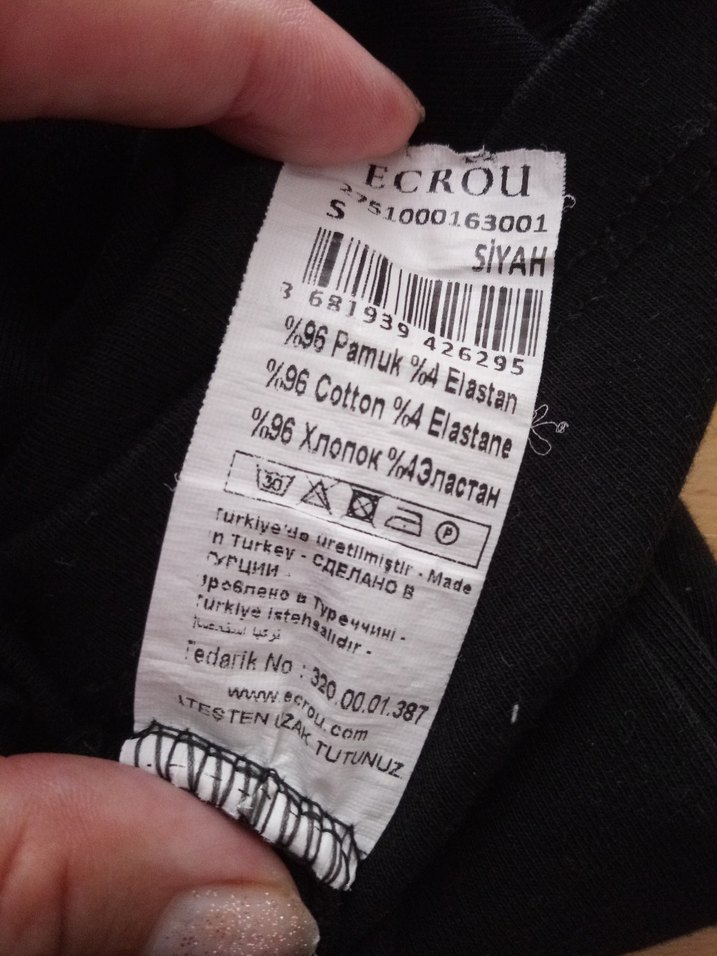 ECROU
2751000163001
S
SİYAH
3 681939 426295
%96 Pamuk %4 Elastan
%96 Cotton %4 Elastane
%96 Хлопок %4Эластан
30 P
Türkiye'de üretilmiştir - Made
in Turkey - СДЕЛАНО В
ТУРЦИИ -
Зроблено в Туреччині -
Türkiye istehsalıdır -
Tedarik No : 320.00.01.387
www.ecrou.com
ATEŞTEN UZAK TUTUNUZ